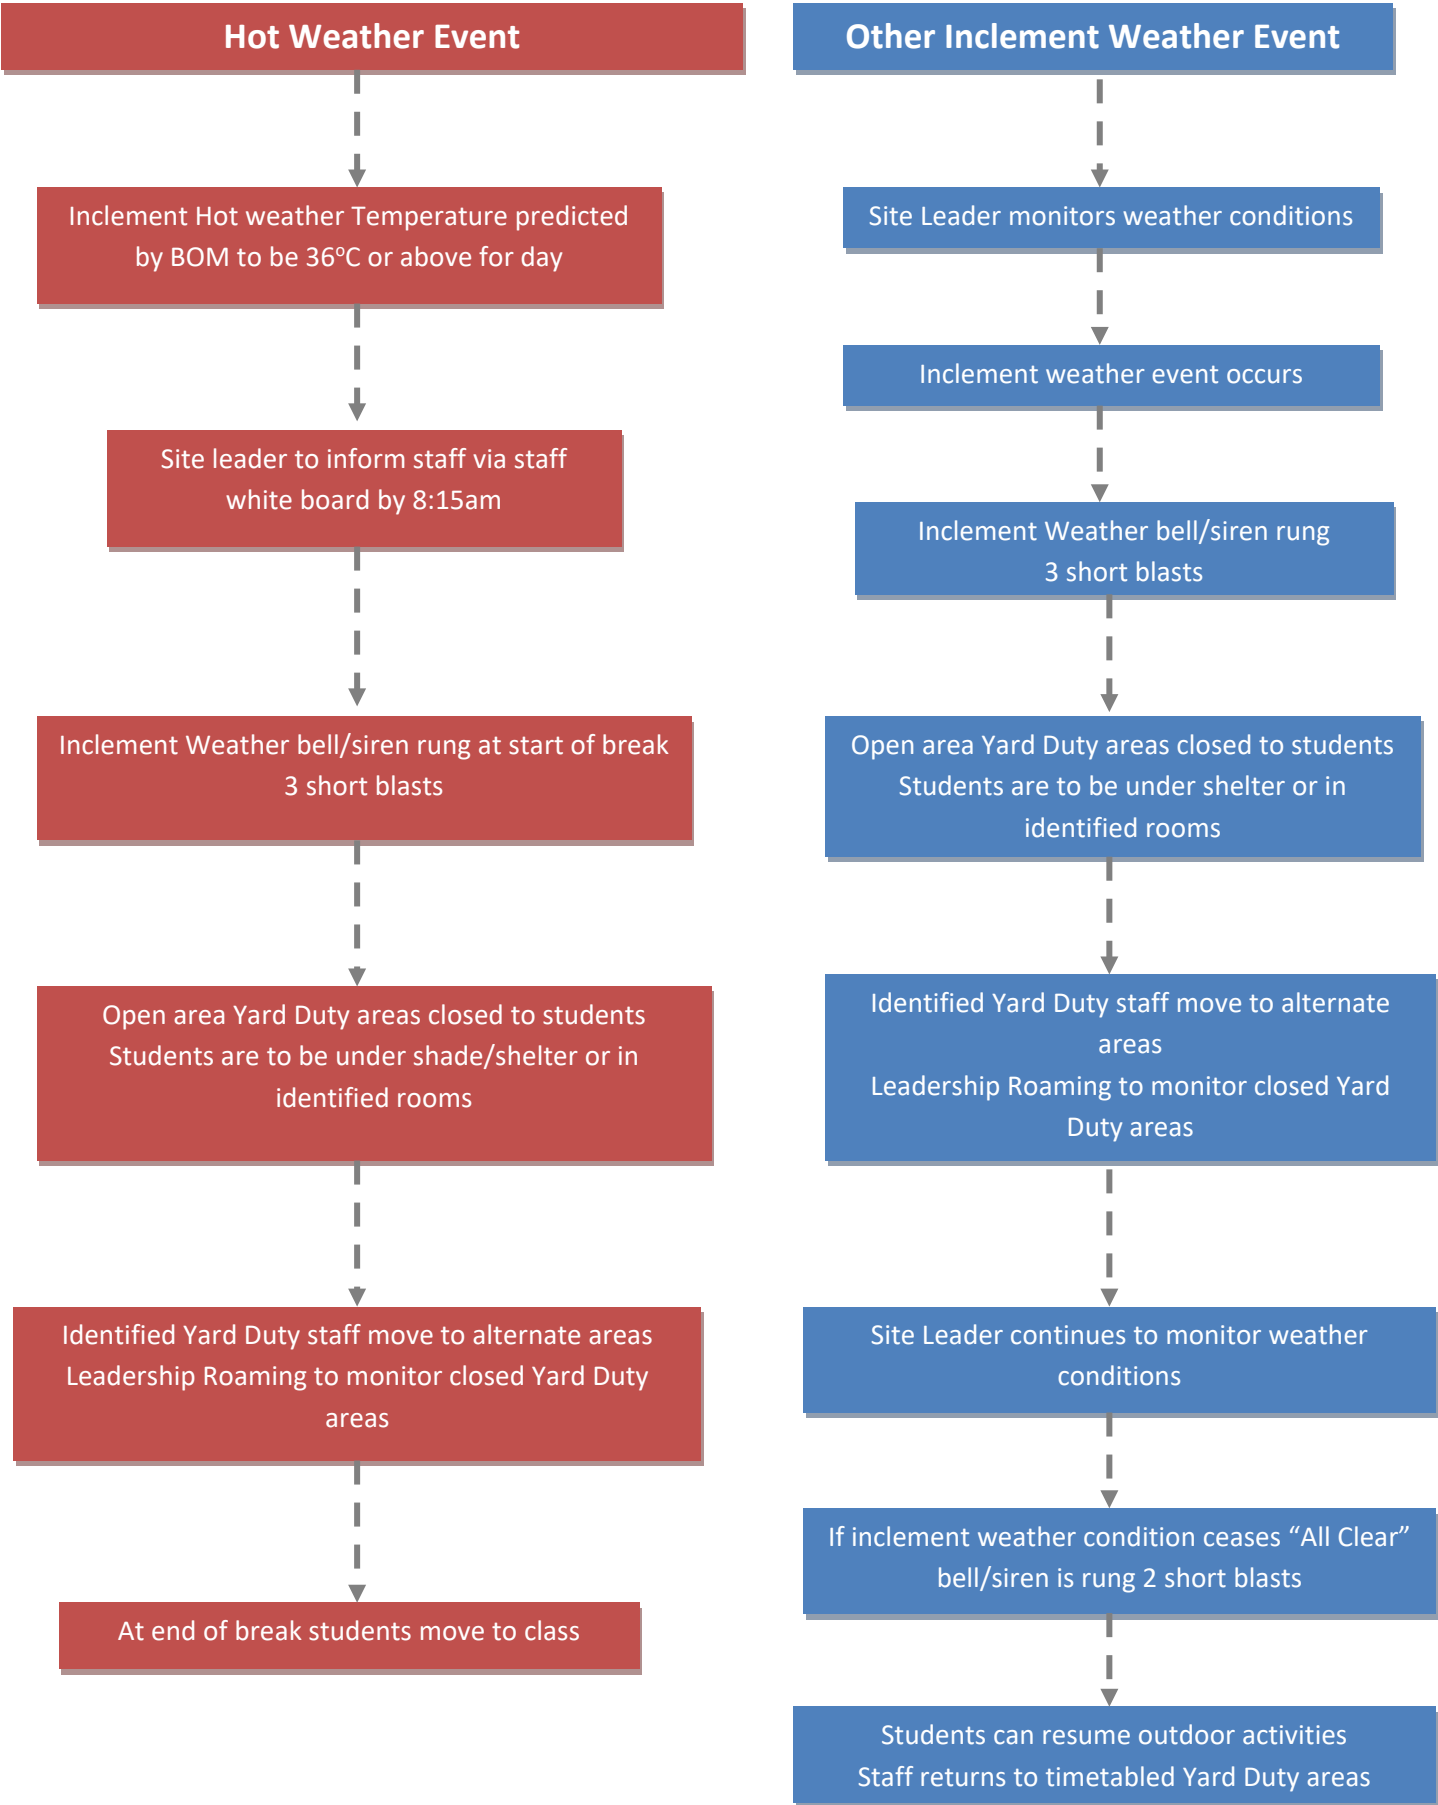 Hot Weather Event
Inclement Hot weather Temperature predicted
by BOM to be 36°C or above for day
Site leader to inform staff via staff
white board by 8:15am
Inclement Weather bell/siren rung at start of break
3 short blasts
Open area Yard Duty areas closed to students
Students are to be under shade/shelter or in
identified rooms
Identified Yard Duty staff move to alternate areas
Leadership Roaming to monitor closed Yard Duty
areas
At end of break students move to class
Other Inclement Weather Event
Site Leader monitors weather conditions
Inclement weather event occurs
Inclement Weather bell/siren rung
3 short blasts
Open area Yard Duty areas closed to students
Students are to be under shelter or in
identified rooms
Identified Yard Duty staff move to alternate
areas
Leadership Roaming to monitor closed Yard
Duty areas
Site Leader continues to monitor weather
conditions
If inclement weather condition ceases “All Clear”
bell/siren is rung 2 short blasts
Students can resume outdoor activities
Staff returns to timetabled Yard Duty areas